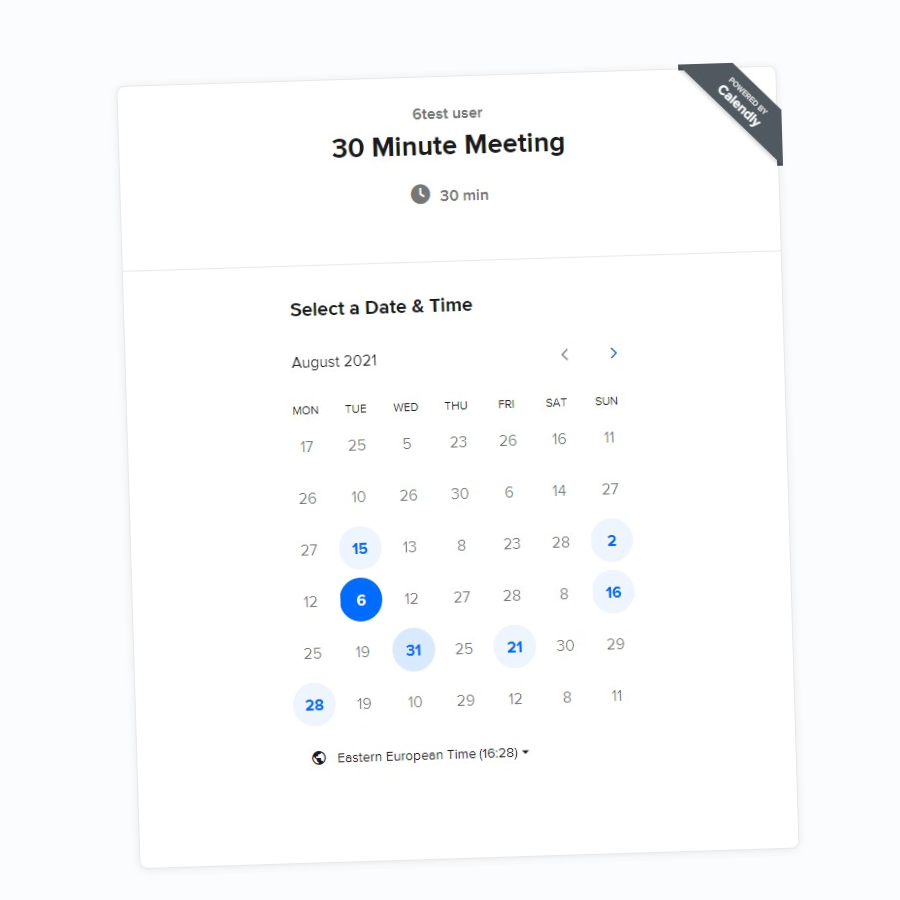 POWERED BY
Calendly
6test user
30 Minute Meeting
30 min
Select a Date & Time
August 2021
MON TUE WED THU FRI SAT SUN
17 25 5 23 26 16 11
26 10 26 30 6 14 27
27 15 13 8 23 28 2
12 6 12 27 28 8 16
25 19 31 25 21 30 29
28 19 10 29 12 8 11
Eastern European Time (16:28)